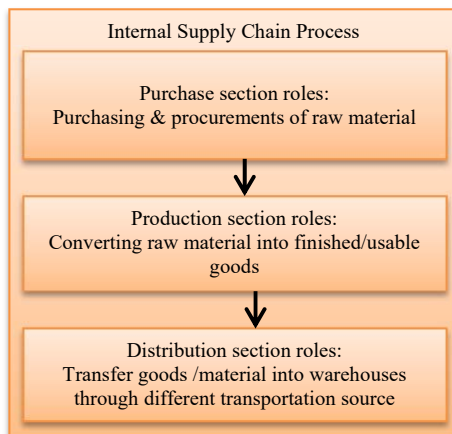 Internal Supply Chain Process
Purchase section roles:
Purchasing & procurements of raw material
Production section roles:
Converting raw material into finished/usable
goods
Distribution section roles:
Transfer goods /material into warehouses
through different transportation source